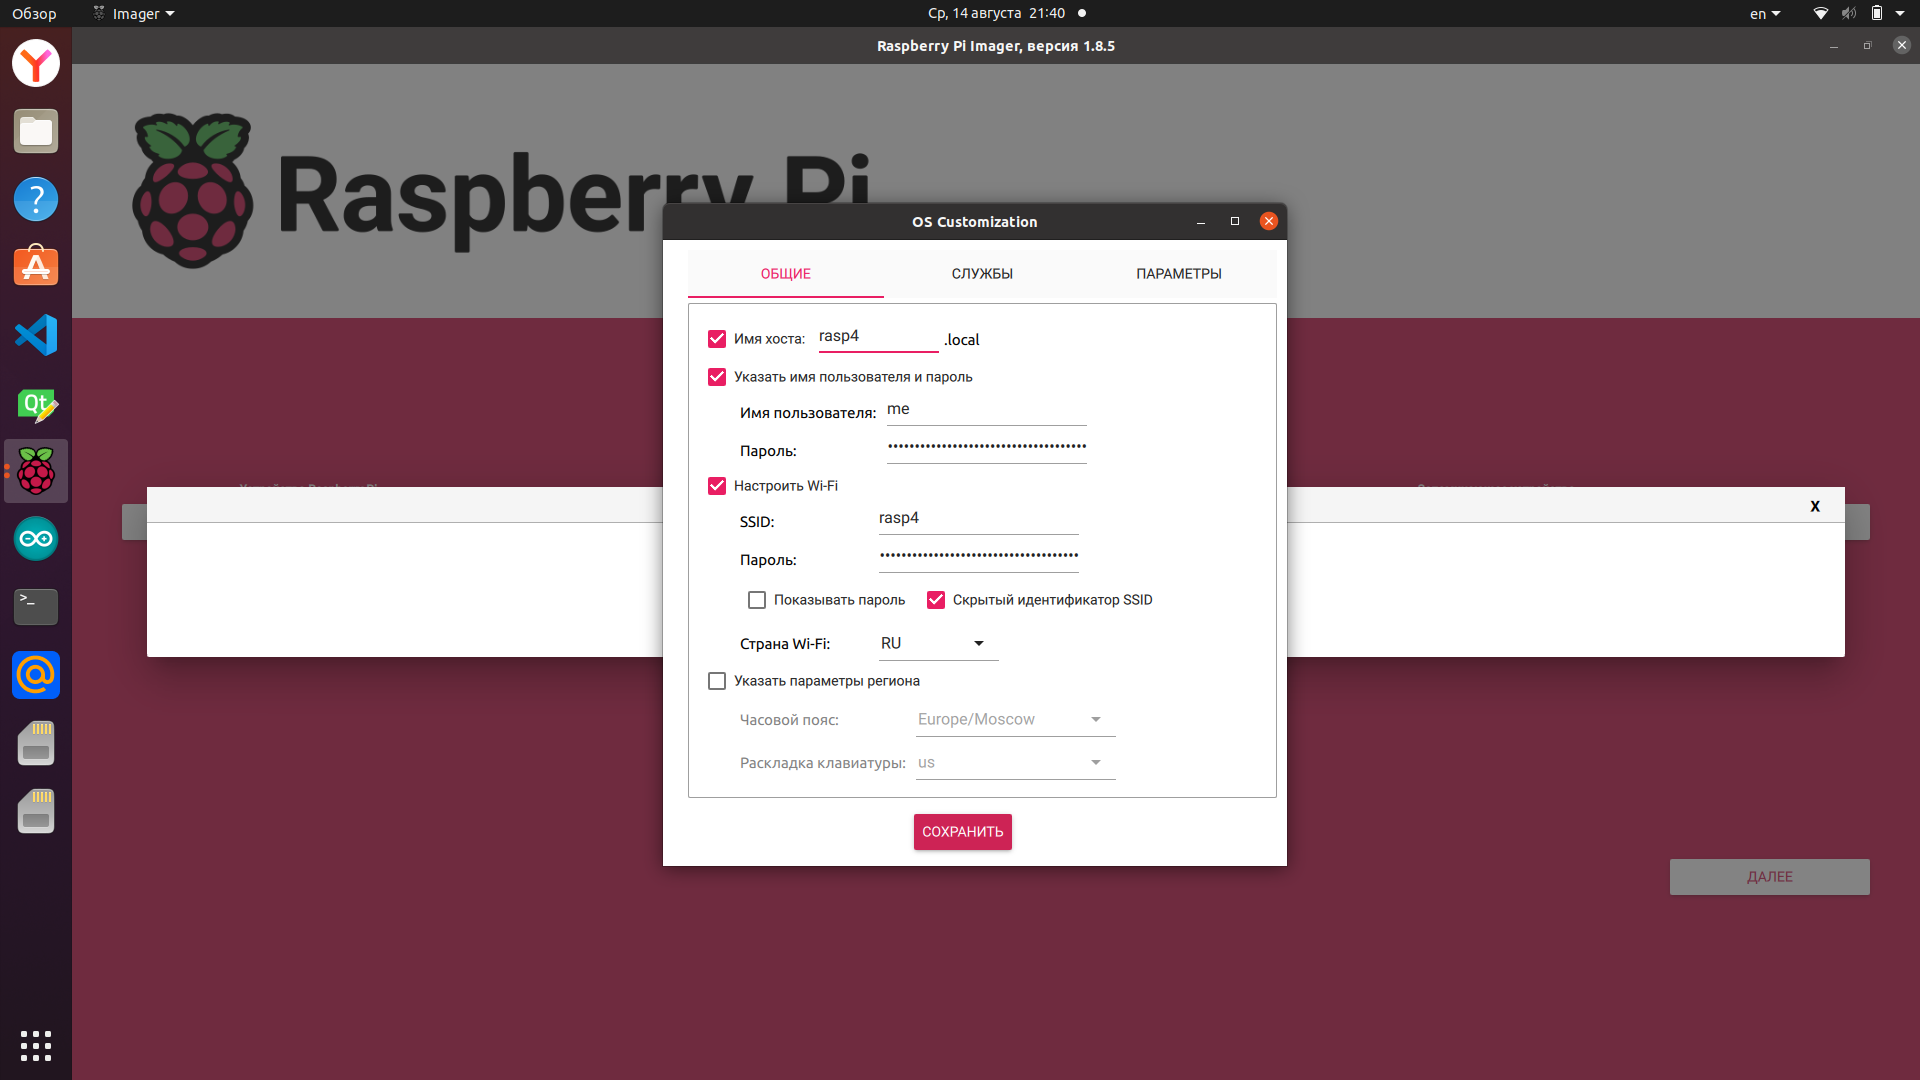 Обзор
Imager
Ср, 14 августа 21:40
en
Raspberry Pi Imager, версия 1.8.5
Raspberry Pi
OS Customization
ОБЩИЕ
СЛУЖБЫ
ПАРАМЕТРЫ
Имя хоста: rasp4 .local
Указать имя пользователя и пароль
Имя пользователя: me
Пароль: •••••••••••••••••••••••••••••••••••••
Настроить Wi-Fi
SSID: rasp4
Пароль: •••••••••••••••••••••••••••••••••••••
Показывать пароль
Скрытый идентификатор SSID
Страна Wi-Fi: RU
Указать параметры региона
Часовой пояс: Europe/Moscow
Раскладка клавиатуры: us
СОХРАНИТЬ
X
ДАЛЕЕ
Qt
>_